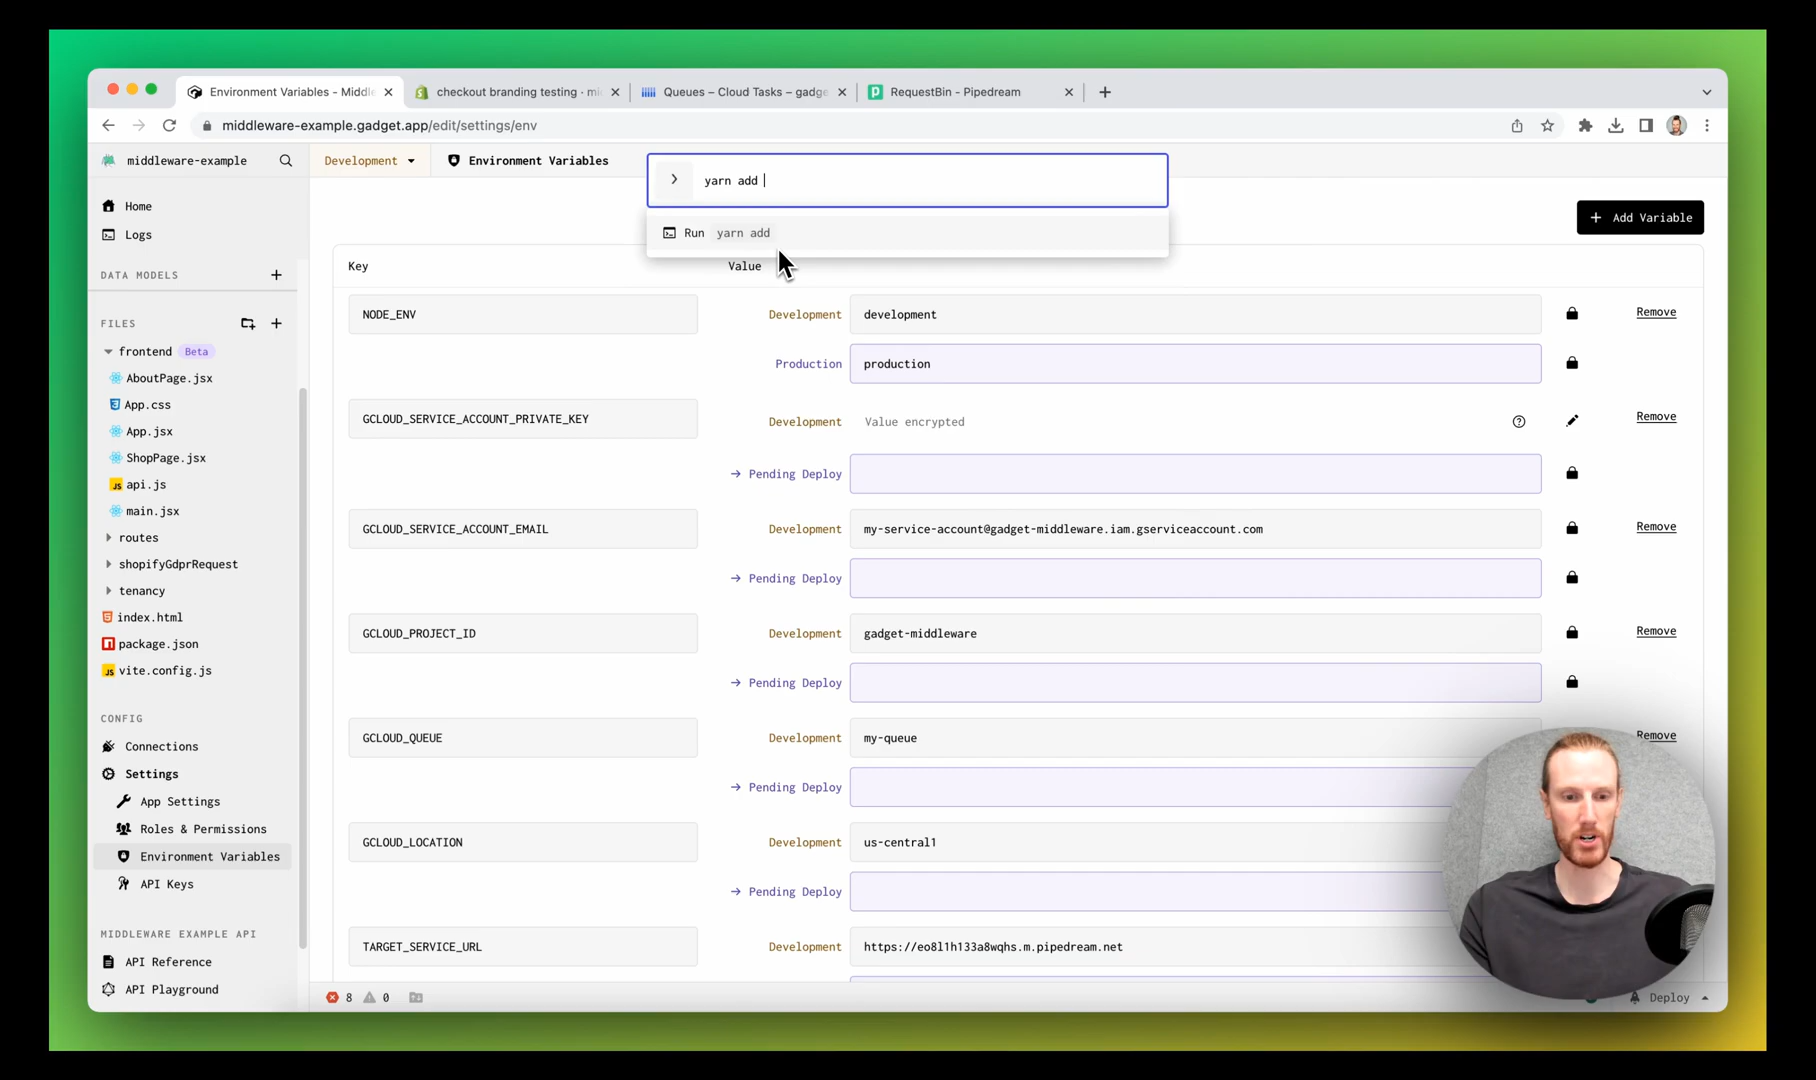 Environment Variables - Middle
checkout branding testing · mi
Queues – Cloud Tasks – gadge
RequestBin - Pipedream
middleware-example.gadget.app/edit/settings/env
middleware-example
Development
Environment Variables
yarn add
Run yarn add
Add Variable
Home
Logs
DATA MODELS
FILES
frontend Beta
AboutPage.jsx
App.css
App.jsx
ShopPage.jsx
JS api.js
main.jsx
routes
shopifyGdprRequest
tenancy
index.html
package.json
JS vite.config.js
CONFIG
Connections
Settings
App Settings
Roles & Permissions
Environment Variables
API Keys
MIDDLEWARE EXAMPLE API
API Reference
API Playground
Key Value
NODE_ENV Development development Remove
Production production
GCLOUD_SERVICE_ACCOUNT_PRIVATE_KEY Development Value encrypted Remove
→ Pending Deploy
GCLOUD_SERVICE_ACCOUNT_EMAIL Development my-service-account@gadget-middleware.iam.gserviceaccount.com Remove
→ Pending Deploy
GCLOUD_PROJECT_ID Development gadget-middleware Remove
→ Pending Deploy
GCLOUD_QUEUE Development my-queue Remove
→ Pending Deploy
GCLOUD_LOCATION Development us-central1
→ Pending Deploy
TARGET_SERVICE_URL Development https://eo8l1h133a8wqhs.m.pipedream.net
8 0
Deploy